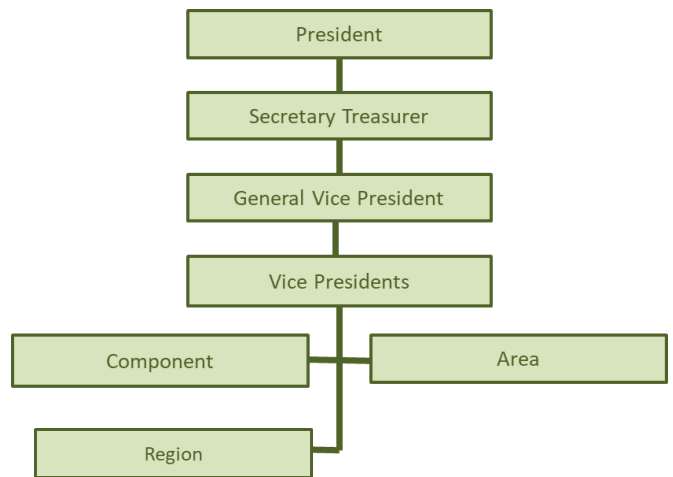 President
Secretary Treasurer
General Vice President
Vice Presidents
Component
Area
Region